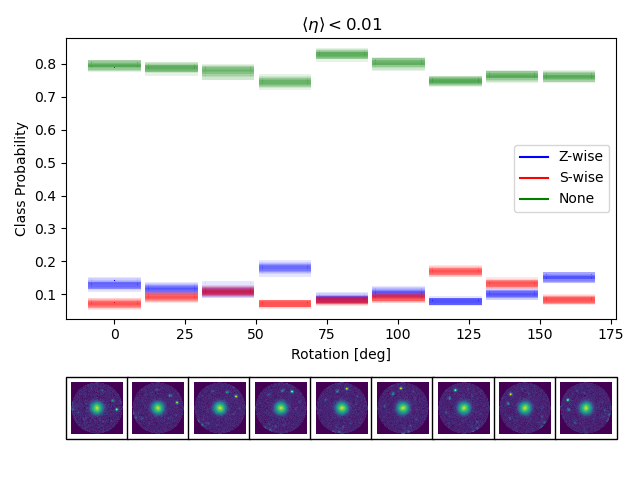 ⟨η⟩ < 0.01
Class Probability
0.8
0.7
0.6
0.5
0.4
0.3
0.2
0.1
Z-wise
S-wise
None
0 25 50 75 100 125 150 175
Rotation [deg]